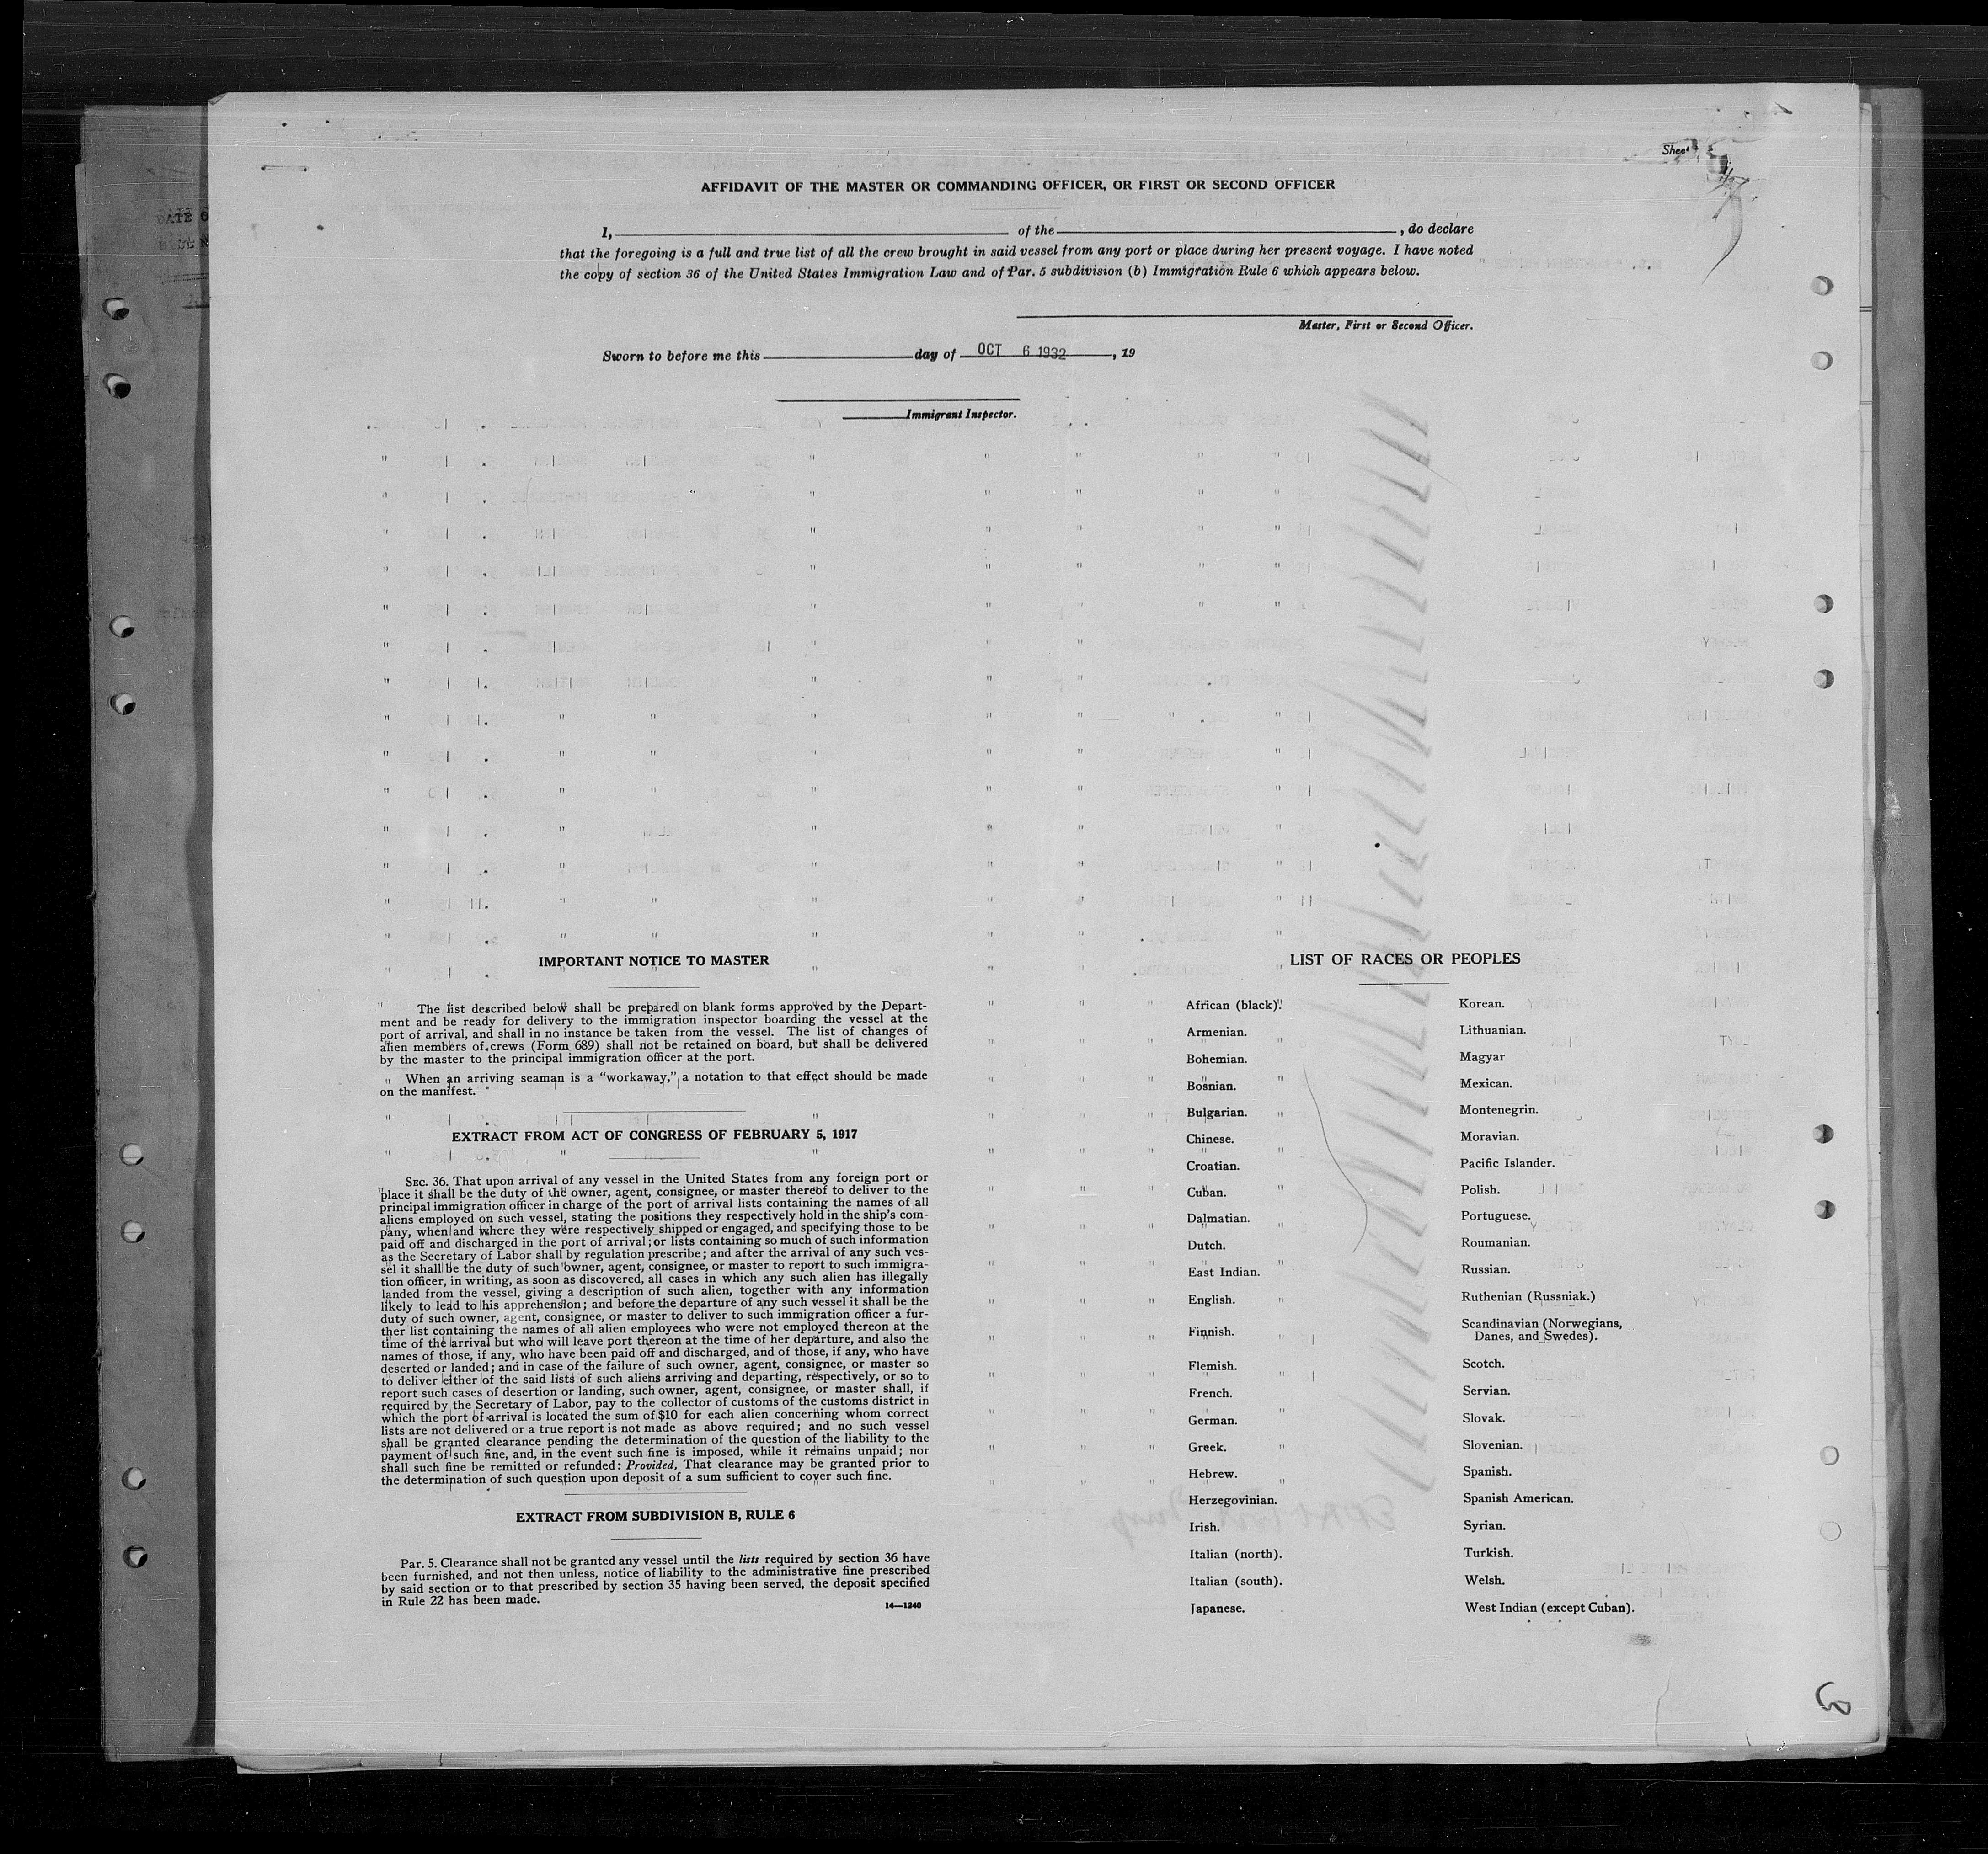 Sheet
AFFIDAVIT OF THE MASTER OR COMMANDING OFFICER, OR FIRST OR SECOND OFFICER
I, of the , do declare
that the foregoing is a full and true list of all the crew brought in said vessel from any port or place during her present voyage. I have noted
the copy of section 36 of the United States Immigration Law and of Par. 5 subdivision (b) Immigration Rule 6 which appears below.
Master, First or Second Officer.
Sworn to before me this day of OCT 6 1932 , 19
Immigrant Inspector.
IMPORTANT NOTICE TO MASTER
The list described below shall be prepared on blank forms approved by the Depart-
ment and be ready for delivery to the immigration inspector boarding the vessel at the
port of arrival, and shall in no instance be taken from the vessel. The list of changes of
alien members of crews (Form 689) shall not be retained on board, but shall be delivered
by the master to the principal immigration officer at the port.
When an arriving seaman is a "workaway," a notation to that effect should be made
on the manifest.
EXTRACT FROM ACT OF CONGRESS OF FEBRUARY 5, 1917
SEC. 36. That upon arrival of any vessel in the United States from any foreign port or
place it shall be the duty of the owner, agent, consignee, or master thereof to deliver to the
principal immigration officer in charge of the port of arrival lists containing the names of all
aliens employed on such vessel, stating the positions they respectively hold in the ship's com-
pany, when and where they were respectively shipped or engaged, and specifying those to be
paid off and discharged in the port of arrival; or lists containing so much of such information
as the Secretary of Labor shall by regulation prescribe; and after the arrival of any such ves-
sel it shall be the duty of such owner, agent, consignee, or master to report to such immigra-
tion officer, in writing, as soon as discovered, all cases in which any such alien has illegally
landed from the vessel, giving a description of such alien, together with any information
likely to lead to his apprehension; and before the departure of any such vessel it shall be the
duty of such owner, agent, consignee, or master to deliver to such immigration officer a fur-
ther list containing the names of all alien employees who were not employed thereon at the
time of the arrival but who will leave port thereon at the time of her departure, and also the
names of those, if any, who have been paid off and discharged, and of those, if any, who have
deserted or landed; and in case of the failure of such owner, agent, consignee, or master so
to deliver either of the said lists of such aliens arriving and departing, respectively, or so to
report such cases of desertion or landing, such owner, agent, consignee, or master shall, if
required by the Secretary of Labor, pay to the collector of customs of the customs district in
which the port of arrival is located the sum of $10 for each alien concerning whom correct
lists are not delivered or a true report is not made as above required; and no such vessel
shall be granted clearance pending the determination of the question of the liability to the
payment of such fine, and, in the event such fine is imposed, while it remains unpaid; nor
shall such fine be remitted or refunded: Provided, That clearance may be granted prior to
the determination of such question upon deposit of a sum sufficient to cover such fine.
EXTRACT FROM SUBDIVISION B, RULE 6
Par. 5. Clearance shall not be granted any vessel until the lists required by section 36 have
been furnished, and not then unless, notice of liability to the administrative fine prescribed
by said section or to that prescribed by section 35 having been served, the deposit specified
in Rule 22 has been made.
14—1240
LIST OF RACES OR PEOPLES
African (black).
Armenian.
Bohemian.
Bosnian.
Bulgarian.
Chinese.
Croatian.
Cuban.
Dalmatian.
Dutch.
East Indian.
English.
Finnish.
Flemish.
French.
German.
Greek.
Hebrew.
Herzegovinian.
Irish.
Italian (north).
Italian (south).
Japanese.
Korean.
Lithuanian.
Magyar
Mexican.
Montenegrin.
Moravian.
Pacific Islander.
Polish.
Portuguese.
Roumanian.
Russian.
Ruthenian (Russniak.)
Scandinavian (Norwegians,
Danes, and Swedes).
Scotch.
Servian.
Slovak.
Slovenian.
Spanish.
Spanish American.
Syrian.
Turkish.
Welsh.
West Indian (except Cuban).